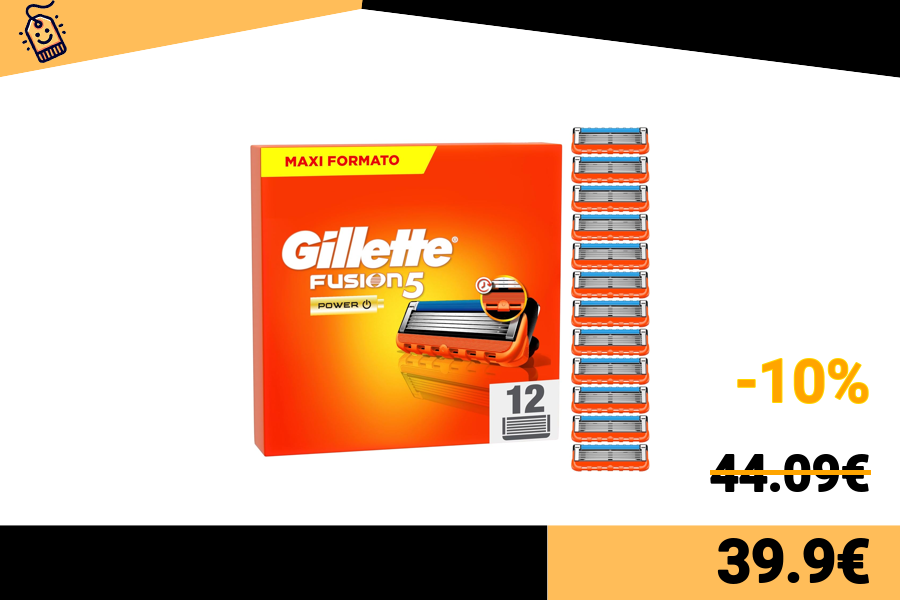 MAXI FORMATO
Gillette®
FUSION5
POWER
12
-10%
44.09€
39.9€